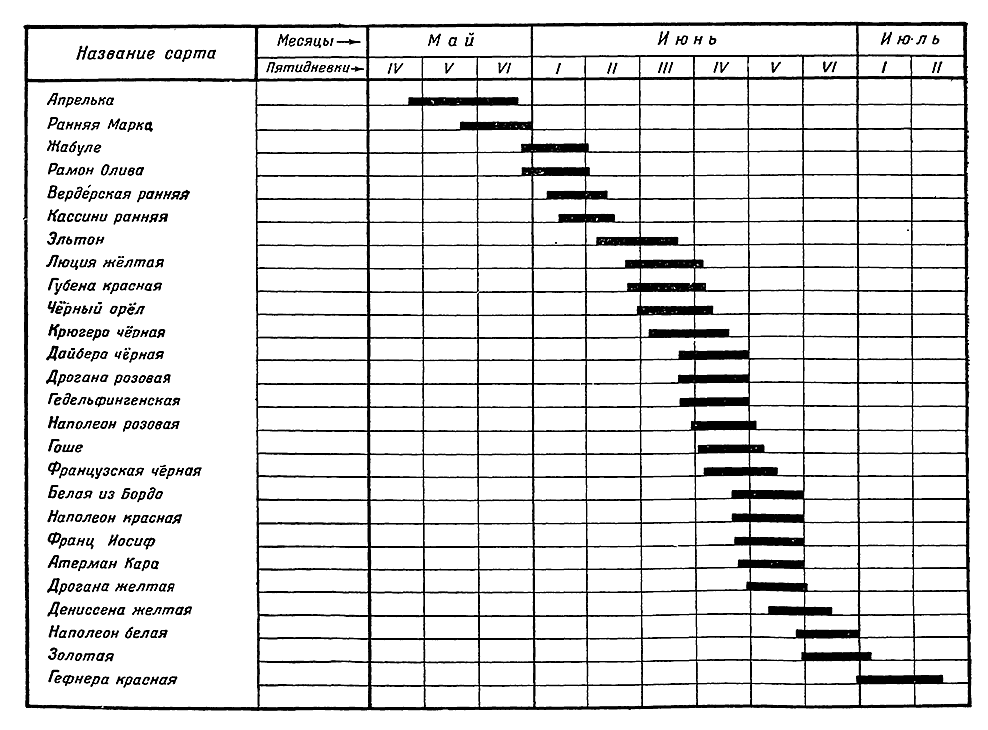 Название сорта Месяцы→ Май Июнь Июль
Пятидневки→ IV V VI I II III IV V VI I II
Апрелька
Ранняя Марка
Жабуле
Рамон Олива
Вердерская ранняя
Кассини ранняя
Эльтон
Люция жёлтая
Губена красная
Чёрный орёл
Крюгера чёрная
Дайбера чёрная
Дрогана розовая
Гедельфингенская
Наполеон розовая
Гоше
Французская чёрная
Белая из Бордо
Наполеон красная
Франц Иосиф
Атерман Кара
Дрогана желтая
Дениссена желтая
Наполеон белая
Золотая
Гефнера красная